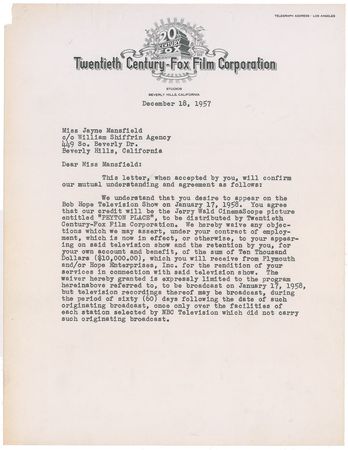 TELEGRAPH ADDRESS - LOS ANGELES
20
CENTURY
FOX
Twentieth Century-Fox Film Corporation
STUDIOS
BEVERLY HILLS, CALIFORNIA
December 18, 1957
Miss Jayne Mansfield
c/o William Shiffrin Agency
449 So. Beverly Dr.
Beverly Hills, California
Dear Miss Mansfield:
This letter, when accepted by you, will confirm
our mutual understanding and agreement as follows:
We understand that you desire to appear on the
Bob Hope Television Show on January 17, 1958. You agree
that our credit will be the Jerry Wald CinemaScope picture
entitled "PEYTON PLACE", to be distributed by Twentieth
Century-Fox Film Corporation. We hereby waive any objec-
tions which we may assert, under your contract of employ-
ment, which is now in effect, or otherwise, to your appear-
ing on said television show and the retention by you, for
your own account and benefit, of the sum of Ten Thousand
Dollars ($10,000.00), which you will receive from Plymouth
and/or Hope Enterprises, Inc. for the rendition of your
services in connection with said television show. The
waiver hereby granted is expressly limited to the program
hereinabove referred to, to be broadcast on January 17, 1958,
but television recordings thereof may be broadcast, during
the period of sixty (60) days following the date of such
originating broadcast, once only over the facilities of
each station selected by NBC Television which did not carry
such originating broadcast.